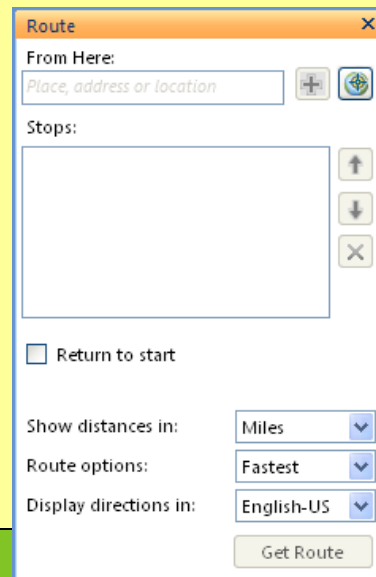 Route
From Here:
Place, address or location
Stops:
Return to start
Show distances in: Miles
Route options: Fastest
Display directions in: English-US
Get Route